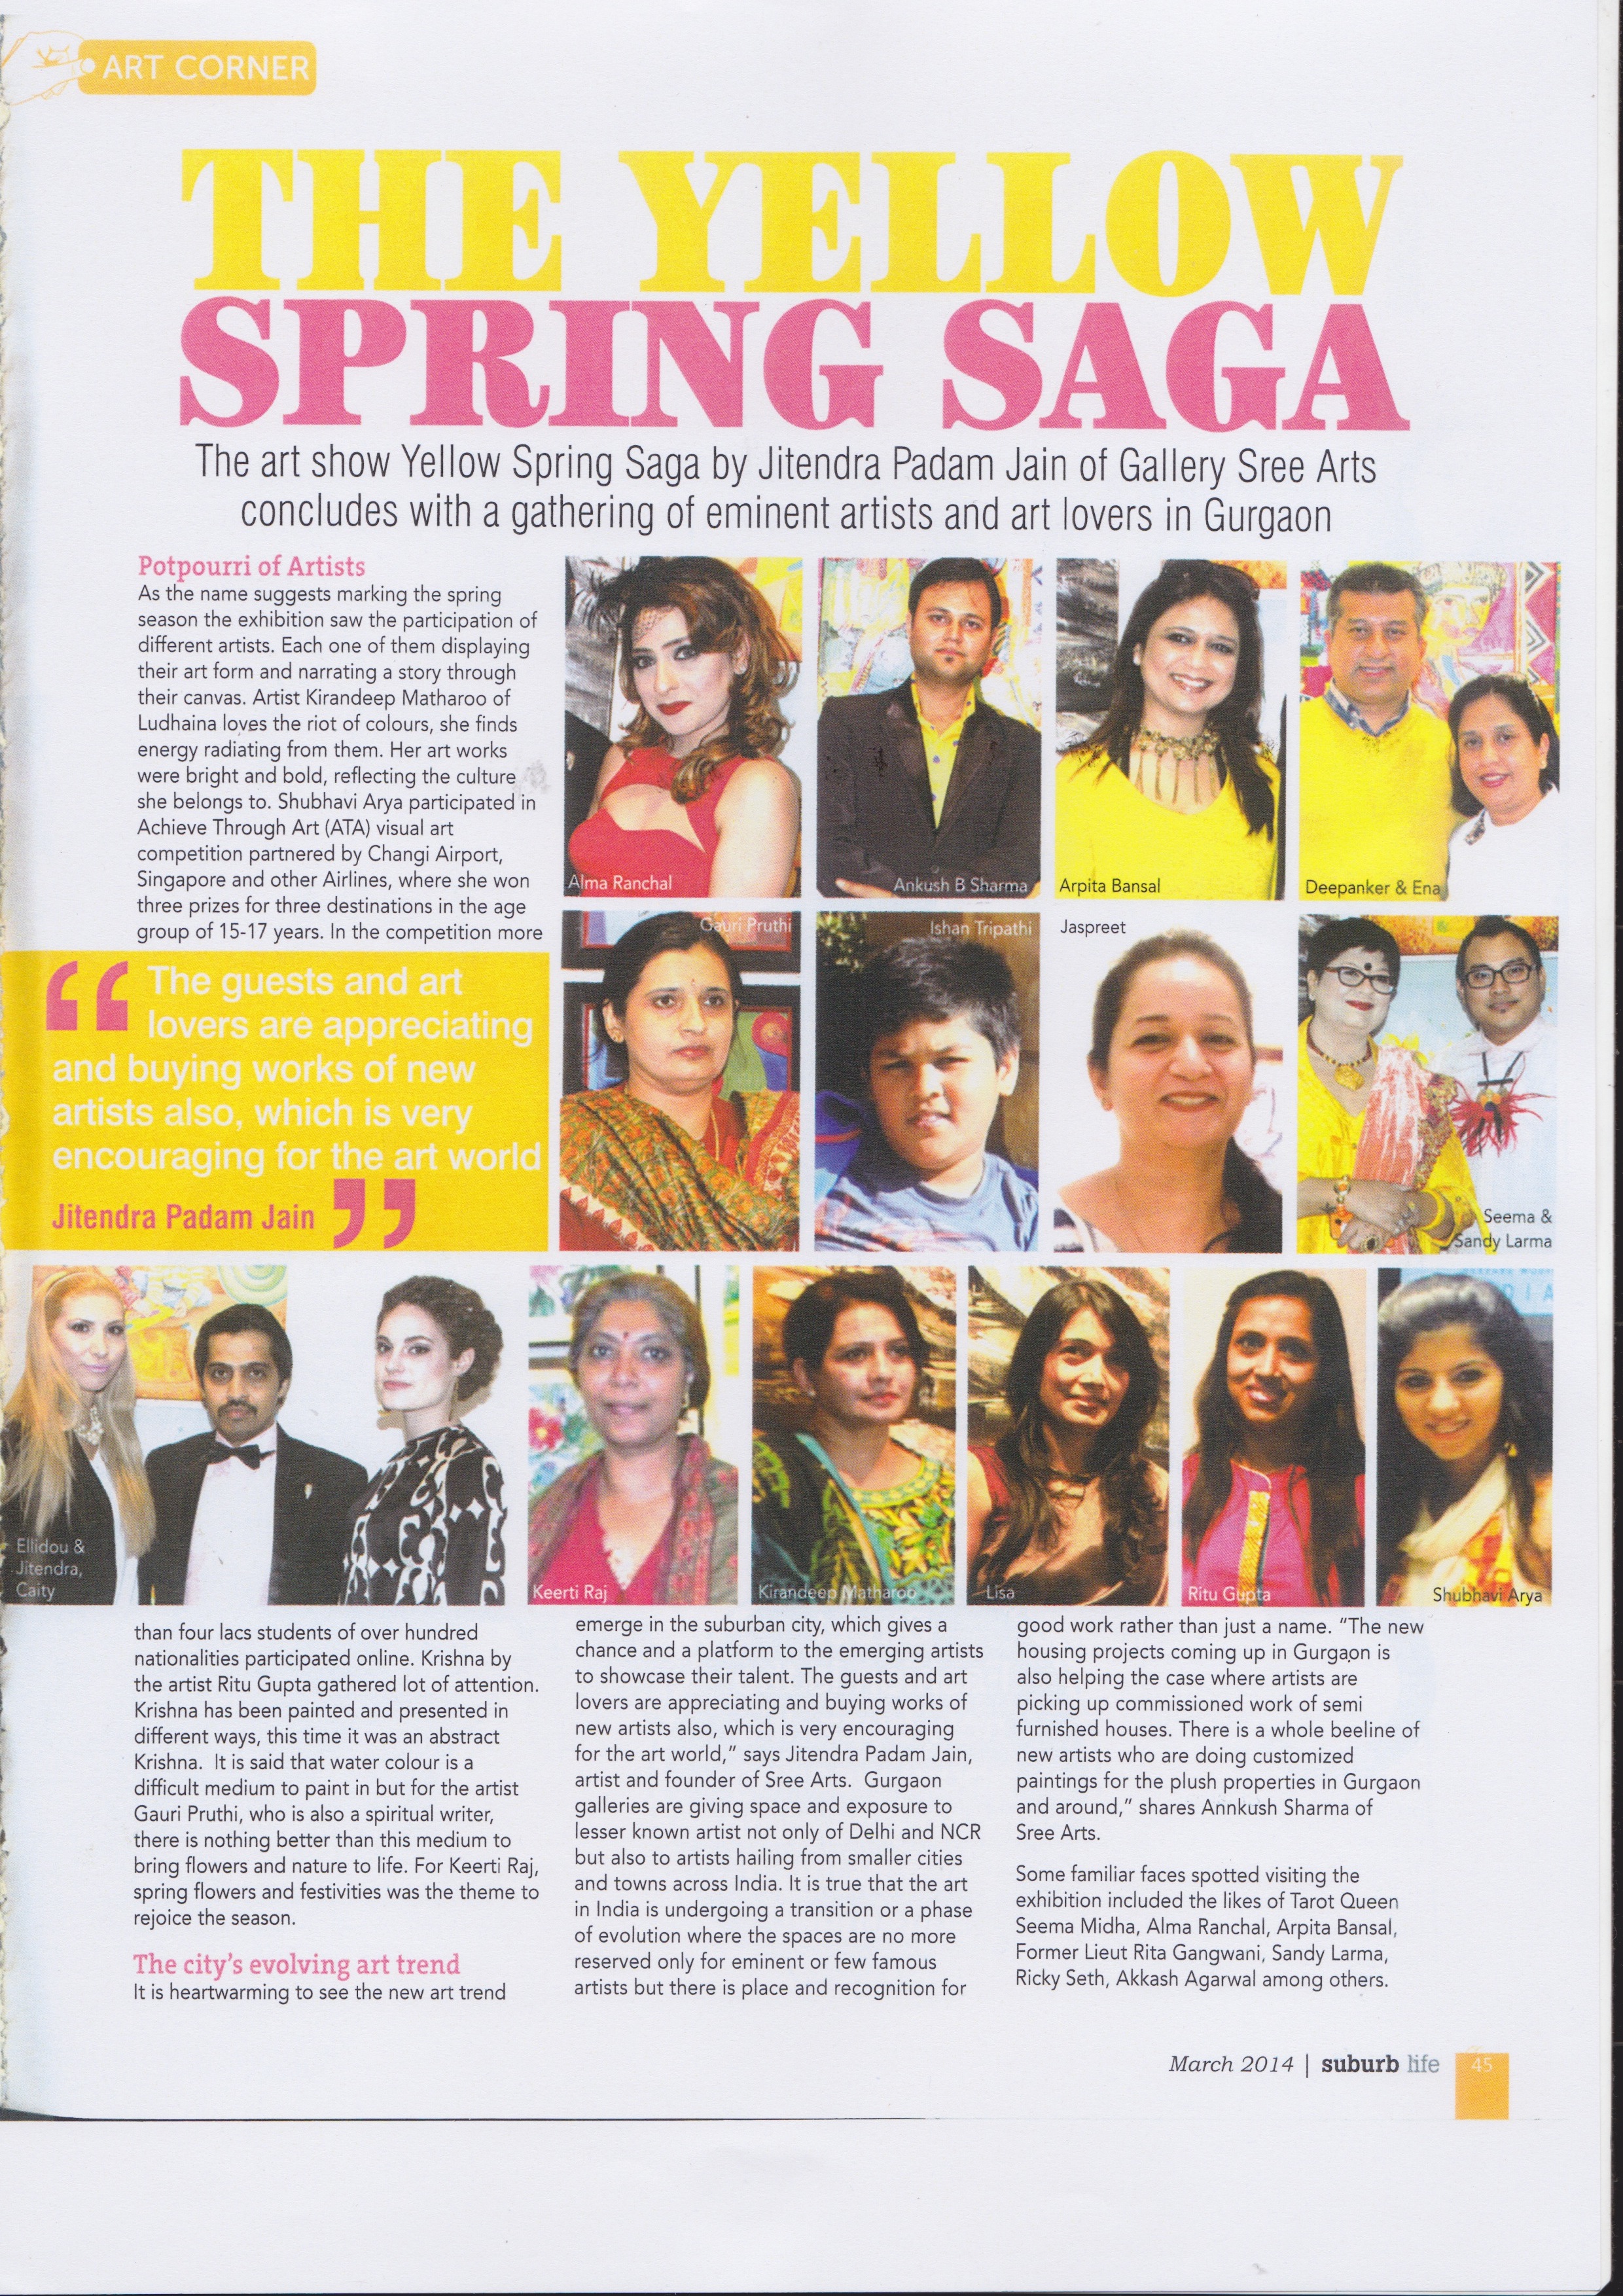 ART CORNER
THE YELLOW
SPRING SAGA
The art show Yellow Spring Saga by Jitendra Padam Jain of Gallery Sree Arts
concludes with a gathering of eminent artists and art lovers in Gurgaon
Potpourri of Artists
As the name suggests marking the spring
season the exhibition saw the participation of
different artists. Each one of them displaying
their art form and narrating a story through
their canvas. Artist Kirandeep Matharoo of
Ludhaina loves the riot of colours, she finds
energy radiating from them. Her art works
were bright and bold, reflecting the culture
she belongs to. Shubhavi Arya participated in
Achieve Through Art (ATA) visual art
competition partnered by Changi Airport,
Singapore and other Airlines, where she won
three prizes for three destinations in the age
group of 15-17 years. In the competition more
“ The guests and art
lovers are appreciating
and buying works of new
artists also, which is very
encouraging for the art world
Jitendra Padam Jain ”
Alma Ranchal
Ankush B Sharma
Arpita Bansal
Deepanker & Ena
Gauri Pruthi
Ishan Tripathi
Jaspreet
Seema &
Sandy Larma
Ellidou &
Jitendra,
Caity
Keerti Raj
Kirandeep Matharoo
Lisa
Ritu Gupta
Shubhavi Arya
than four lacs students of over hundred
nationalities participated online. Krishna by
the artist Ritu Gupta gathered lot of attention.
Krishna has been painted and presented in
different ways, this time it was an abstract
Krishna. It is said that water colour is a
difficult medium to paint in but for the artist
Gauri Pruthi, who is also a spiritual writer,
there is nothing better than this medium to
bring flowers and nature to life. For Keerti Raj,
spring flowers and festivities was the theme to
rejoice the season.
The city's evolving art trend
It is heartwarming to see the new art trend
emerge in the suburban city, which gives a
chance and a platform to the emerging artists
to showcase their talent. The guests and art
lovers are appreciating and buying works of
new artists also, which is very encouraging
for the art world,” says Jitendra Padam Jain,
artist and founder of Sree Arts. Gurgaon
galleries are giving space and exposure to
lesser known artist not only of Delhi and NCR
but also to artists hailing from smaller cities
and towns across India. It is true that the art
in India is undergoing a transition or a phase
of evolution where the spaces are no more
reserved only for eminent or few famous
artists but there is place and recognition for
good work rather than just a name. “The new
housing projects coming up in Gurgaon is
also helping the case where artists are
picking up commissioned work of semi
furnished houses. There is a whole beeline of
new artists who are doing customized
paintings for the plush properties in Gurgaon
and around,” shares Annkush Sharma of
Sree Arts.
Some familiar faces spotted visiting the
exhibition included the likes of Tarot Queen
Seema Midha, Alma Ranchal, Arpita Bansal,
Former Lieut Rita Gangwani, Sandy Larma,
Ricky Seth, Akkash Agarwal among others.
March 2014 | suburb life 45